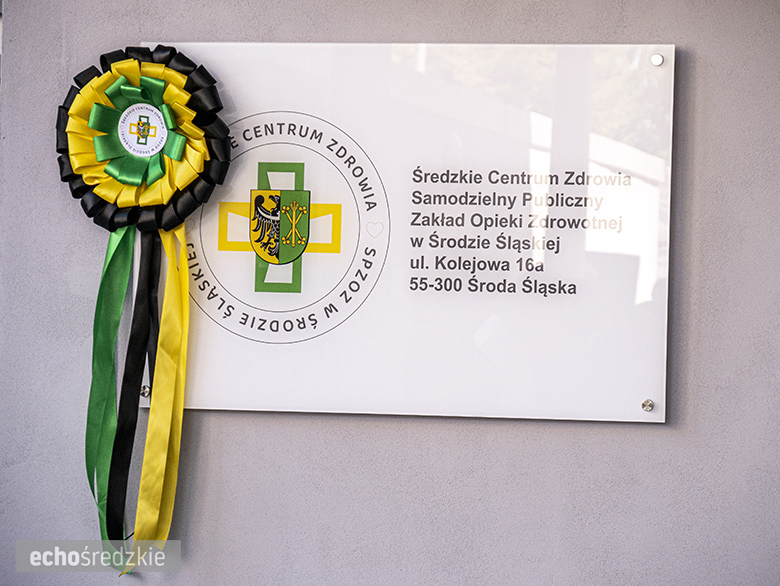 E CENTRUM ZDROWIA
SPZOZ W ŚRODZIE ŚLĄSKIEJ
Średzkie Centrum Zdrowia
Samodzielny Publiczny
Zakład Opieki Zdrowotnej
w Środzie Śląskiej
ul. Kolejowa 16a
55-300 Środa Śląska
echośredzkie